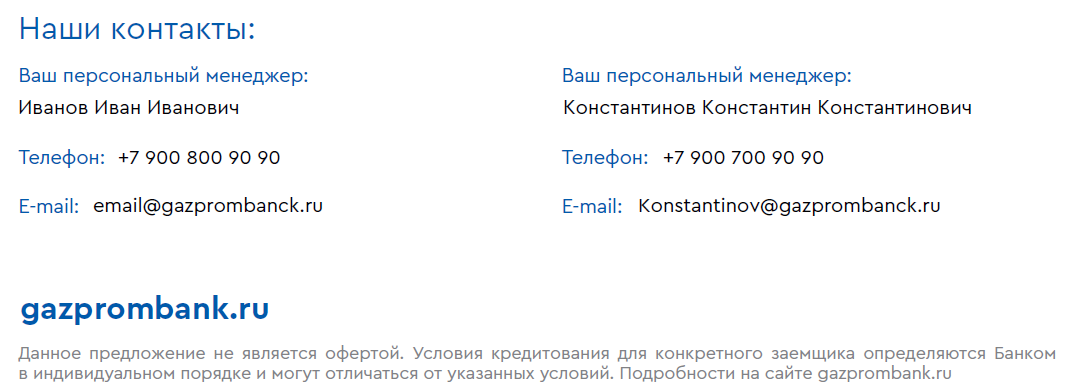 Наши контакты:
Ваш персональный менеджер:
Иванов Иван Иванович
Телефон: +7 900 800 90 90
E-mail: email@gazprombanck.ru
Ваш персональный менеджер:
Константинов Константин Константинович
Телефон: +7 900 700 90 90
E-mail: Konstantinov@gazprombanck.ru
gazprombank.ru
Данное предложение не является офертой. Условия кредитования для конкретного заемщика определяются Банком
в индивидуальном порядке и могут отличаться от указанных условий. Подробности на сайте gazprombank.ru